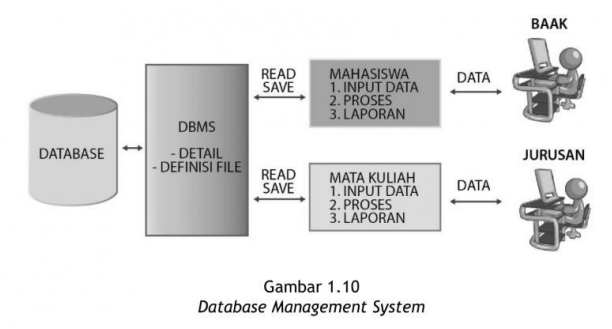 BAAK
READ
SAVE
MAHASISWA
1. INPUT DATA
2. PROSES
3. LAPORAN
DATA
DATABASE
DBMS
- DETAIL
- DEFINISI FILE
JURUSAN
READ
SAVE
MATA KULIAH
1. INPUT DATA
2. PROSES
3. LAPORAN
DATA
Gambar 1.10
Database Management System